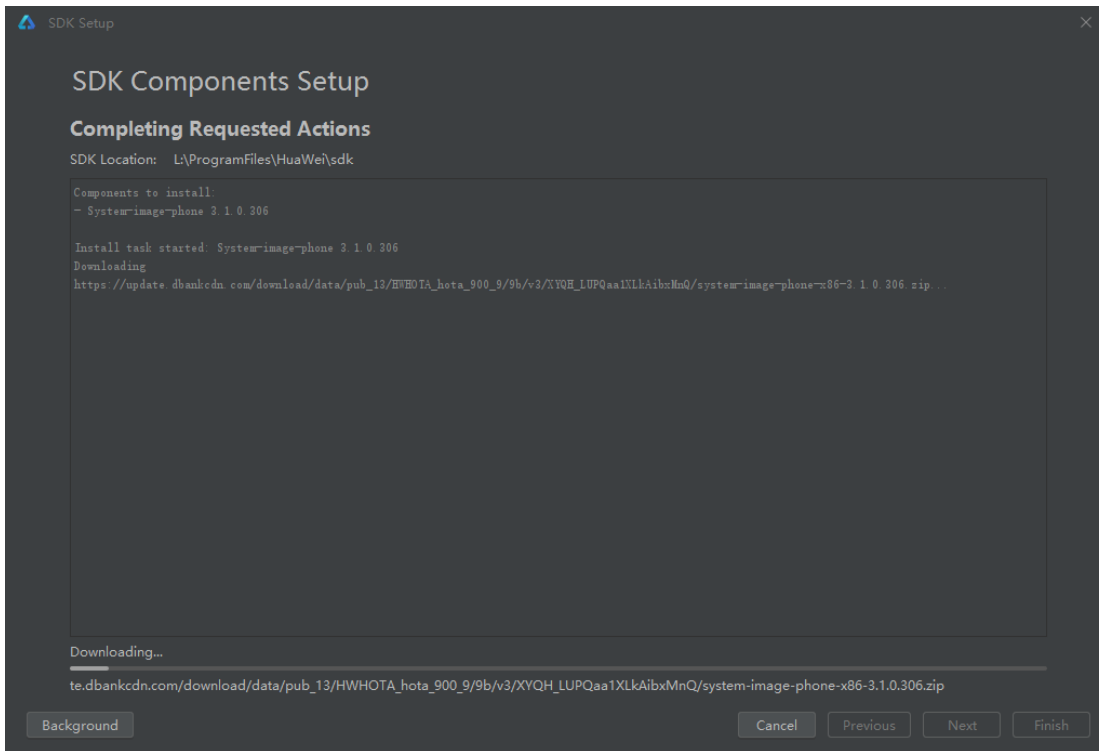 SDK Setup
SDK Components Setup
Completing Requested Actions
SDK Location: L:\ProgramFiles\HuaWei\sdk
Components to install:
- System-image-phone 3.1.0.306
Install task started: System-image-phone 3.1.0.306
Downloading
https://update.dbankcdn.com/download/data/pub_13/HWHOTA_hota_900_9/9b/v3/XYQH_LUPQaa1XLkAibxMnQ/system-image-phone-x86-3.1.0.306.zip...
Downloading...
te.dbankcdn.com/download/data/pub_13/HWHOTA_hota_900_9/9b/v3/XYQH_LUPQaa1XLkAibxMnQ/system-image-phone-x86-3.1.0.306.zip
Background Cancel Previous Next Finish